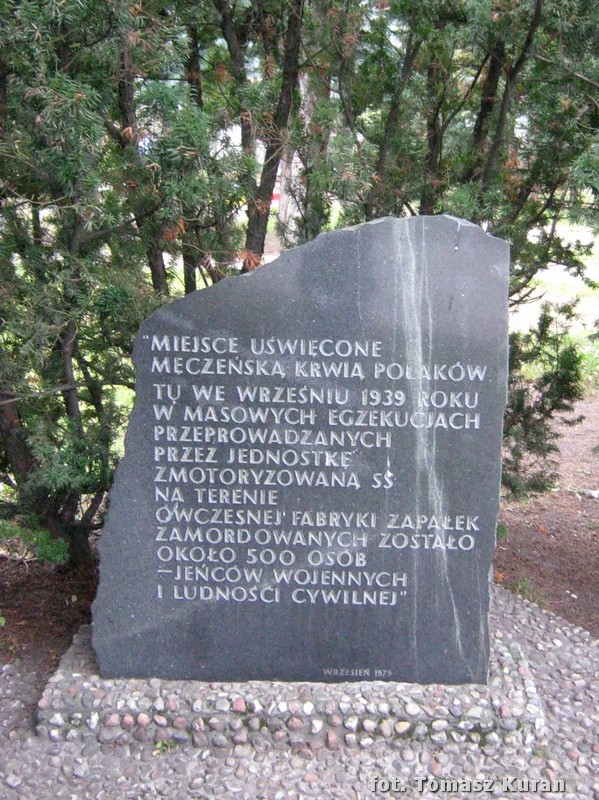 "MIEJSCE UŚWIĘCONE
MĘCZEŃSKĄ KRWIĄ POLAKÓW.
TU WE WRZEŚNIU 1939 ROKU
W MASOWYCH EGZEKUCJACH
PRZEPROWADZANYCH
PRZEZ JEDNOSTKĘ
ZMOTORYZOWANĄ SS
NA TERENIE
ÓWCZESNEJ FABRYKI ZAPAŁEK
ZAMORDOWANYCH ZOSTAŁO
OKOŁO 500 OSÓB
—JEŃCÓW WOJENNYCH
I LUDNOŚCI CYWILNEJ"
WRZESIEŃ 1979
fot. Tomasz Kuran